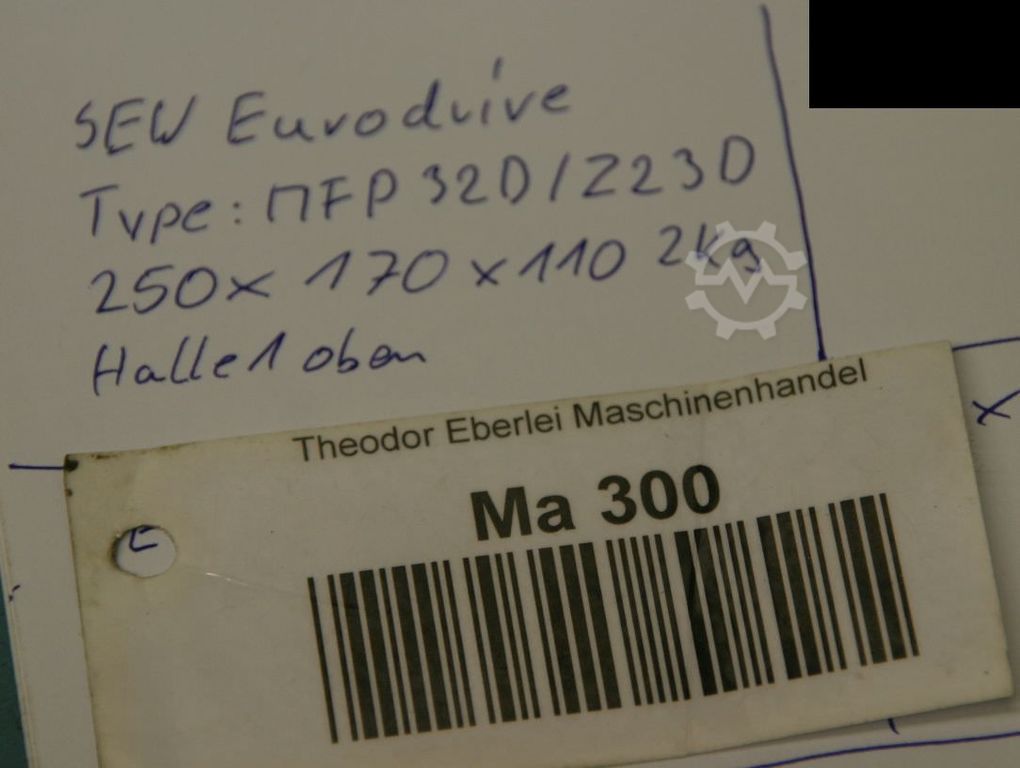 SEW Eurodrive
Type: MFP 32D/Z23D
250x 170 x 110 2kg
Halle 1 oben
Theodor Eberlei Maschinenhandel
Ma 300